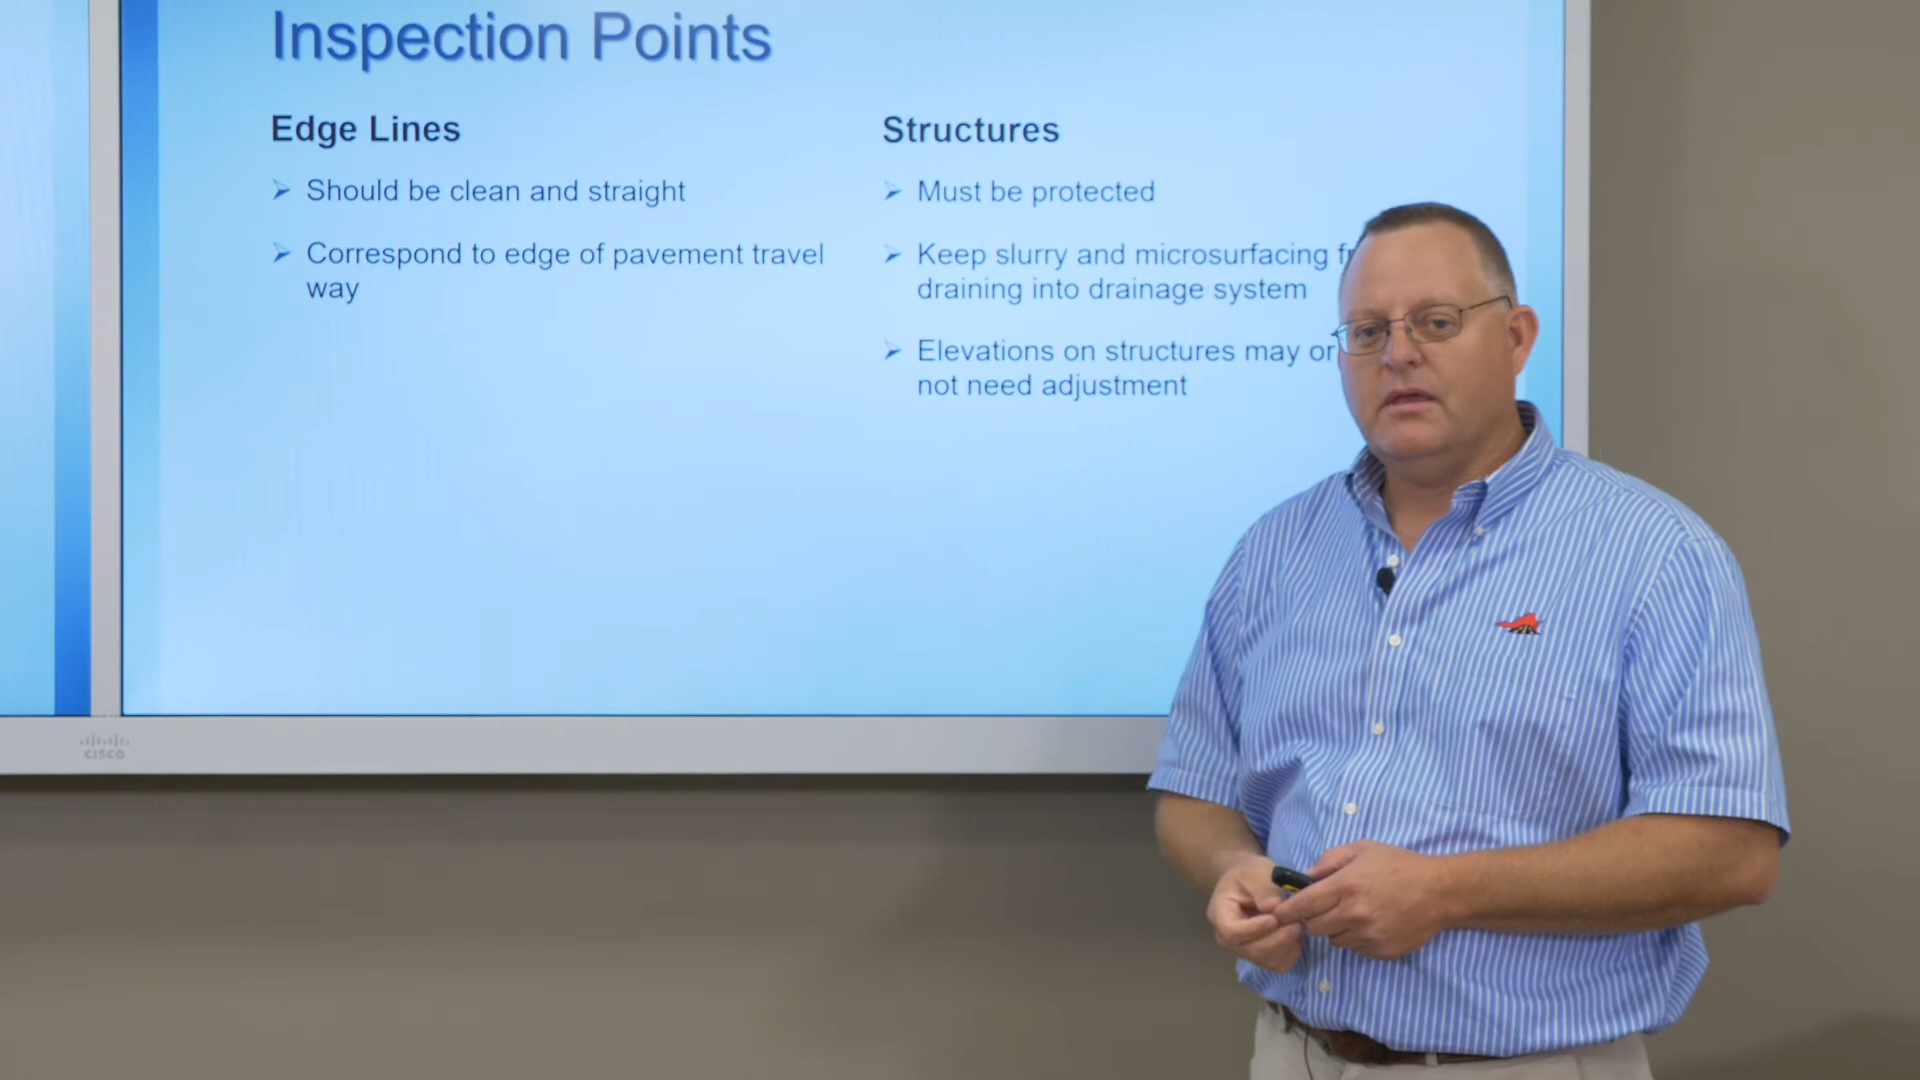 Inspection Points
Edge Lines
Should be clean and straight
Correspond to edge of pavement travel
way
Structures
Must be protected
Keep slurry and microsurfacing
draining into drainage system
Elevations on structures may or
not need adjustment
CISCO